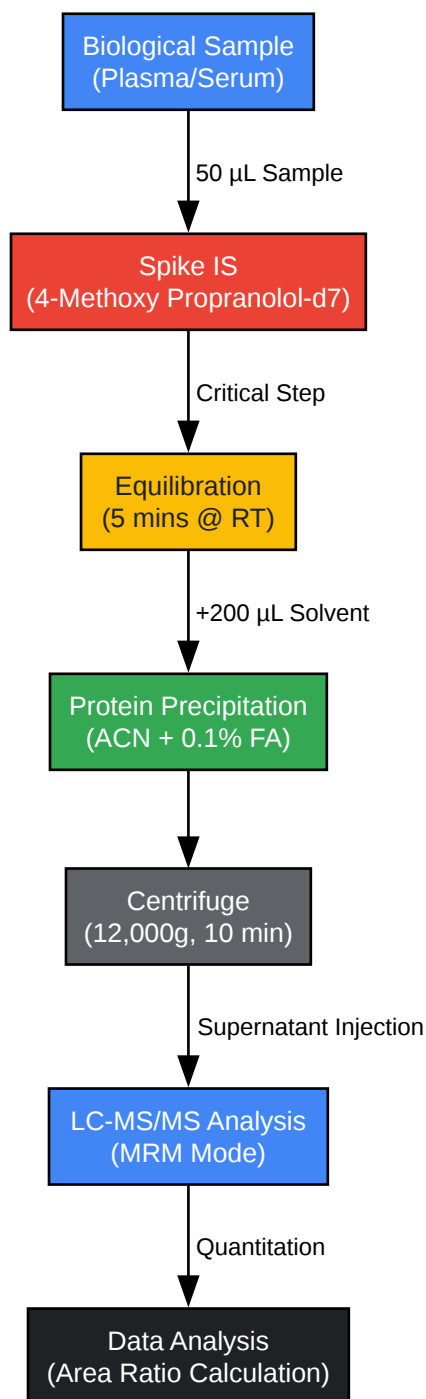 Biological Sample
(Plasma/Serum)
50 µL Sample
Spike IS
(4-Methoxy Propranolol-d7)
Critical Step
Equilibration
(5 mins @ RT)
+200 µL Solvent
Protein Precipitation
(ACN + 0.1% FA)
Centrifuge
(12,000g, 10 min)
Supernatant Injection
LC-MS/MS Analysis
(MRM Mode)
Quantitation
Data Analysis
(Area Ratio Calculation)